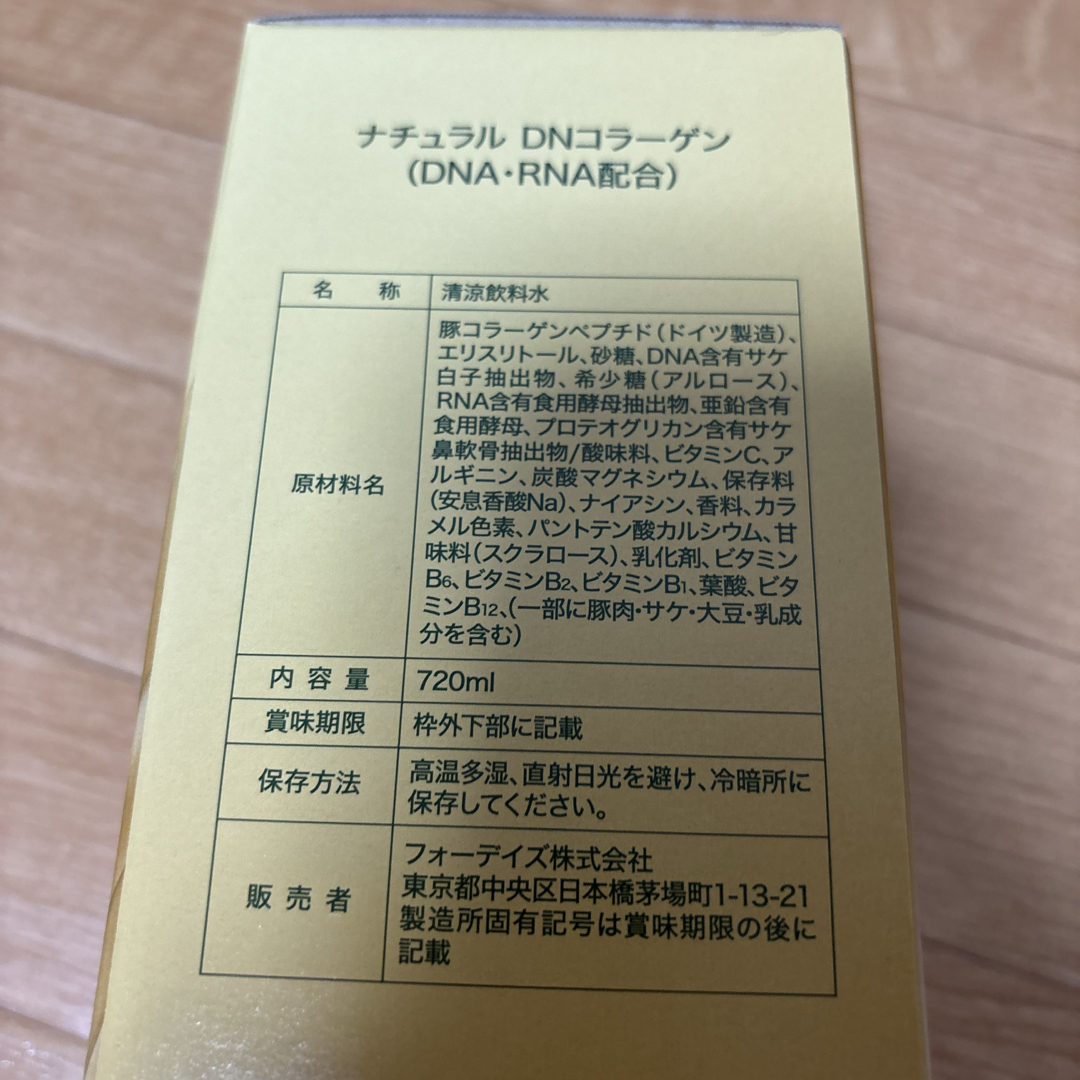 ナチュラル DNコラーゲン
(DNA・RNA配合)
名 称 清涼飲料水
原材料名
豚コラーゲンペプチド(ドイツ製造)、
エリスリトール、砂糖、DNA含有サケ
白子抽出物、希少糖(アルロース)、
RNA含有食用酵母抽出物、亜鉛含有
食用酵母、プロテオグリカン含有サケ
鼻軟骨抽出物/酸味料、ビタミンC、ア
ルギニン、炭酸マグネシウム、保存料
(安息香酸Na)、ナイアシン、香料、カラ
メル色素、パントテン酸カルシウム、甘
味料(スクラロース)、乳化剤、ビタミン
B6、ビタミンB2、ビタミンB1、葉酸、ビタ
ミンB12、(一部に豚肉・サケ・大豆・乳成
分を含む)
内容量 720ml
賞味期限 枠外下部に記載
保存方法
高温多湿、直射日光を避け、冷暗所に
保存してください。
販売者
フォーデイズ株式会社
東京都中央区日本橋茅場町1-13-21
製造所固有記号は賞味期限の後に
記載